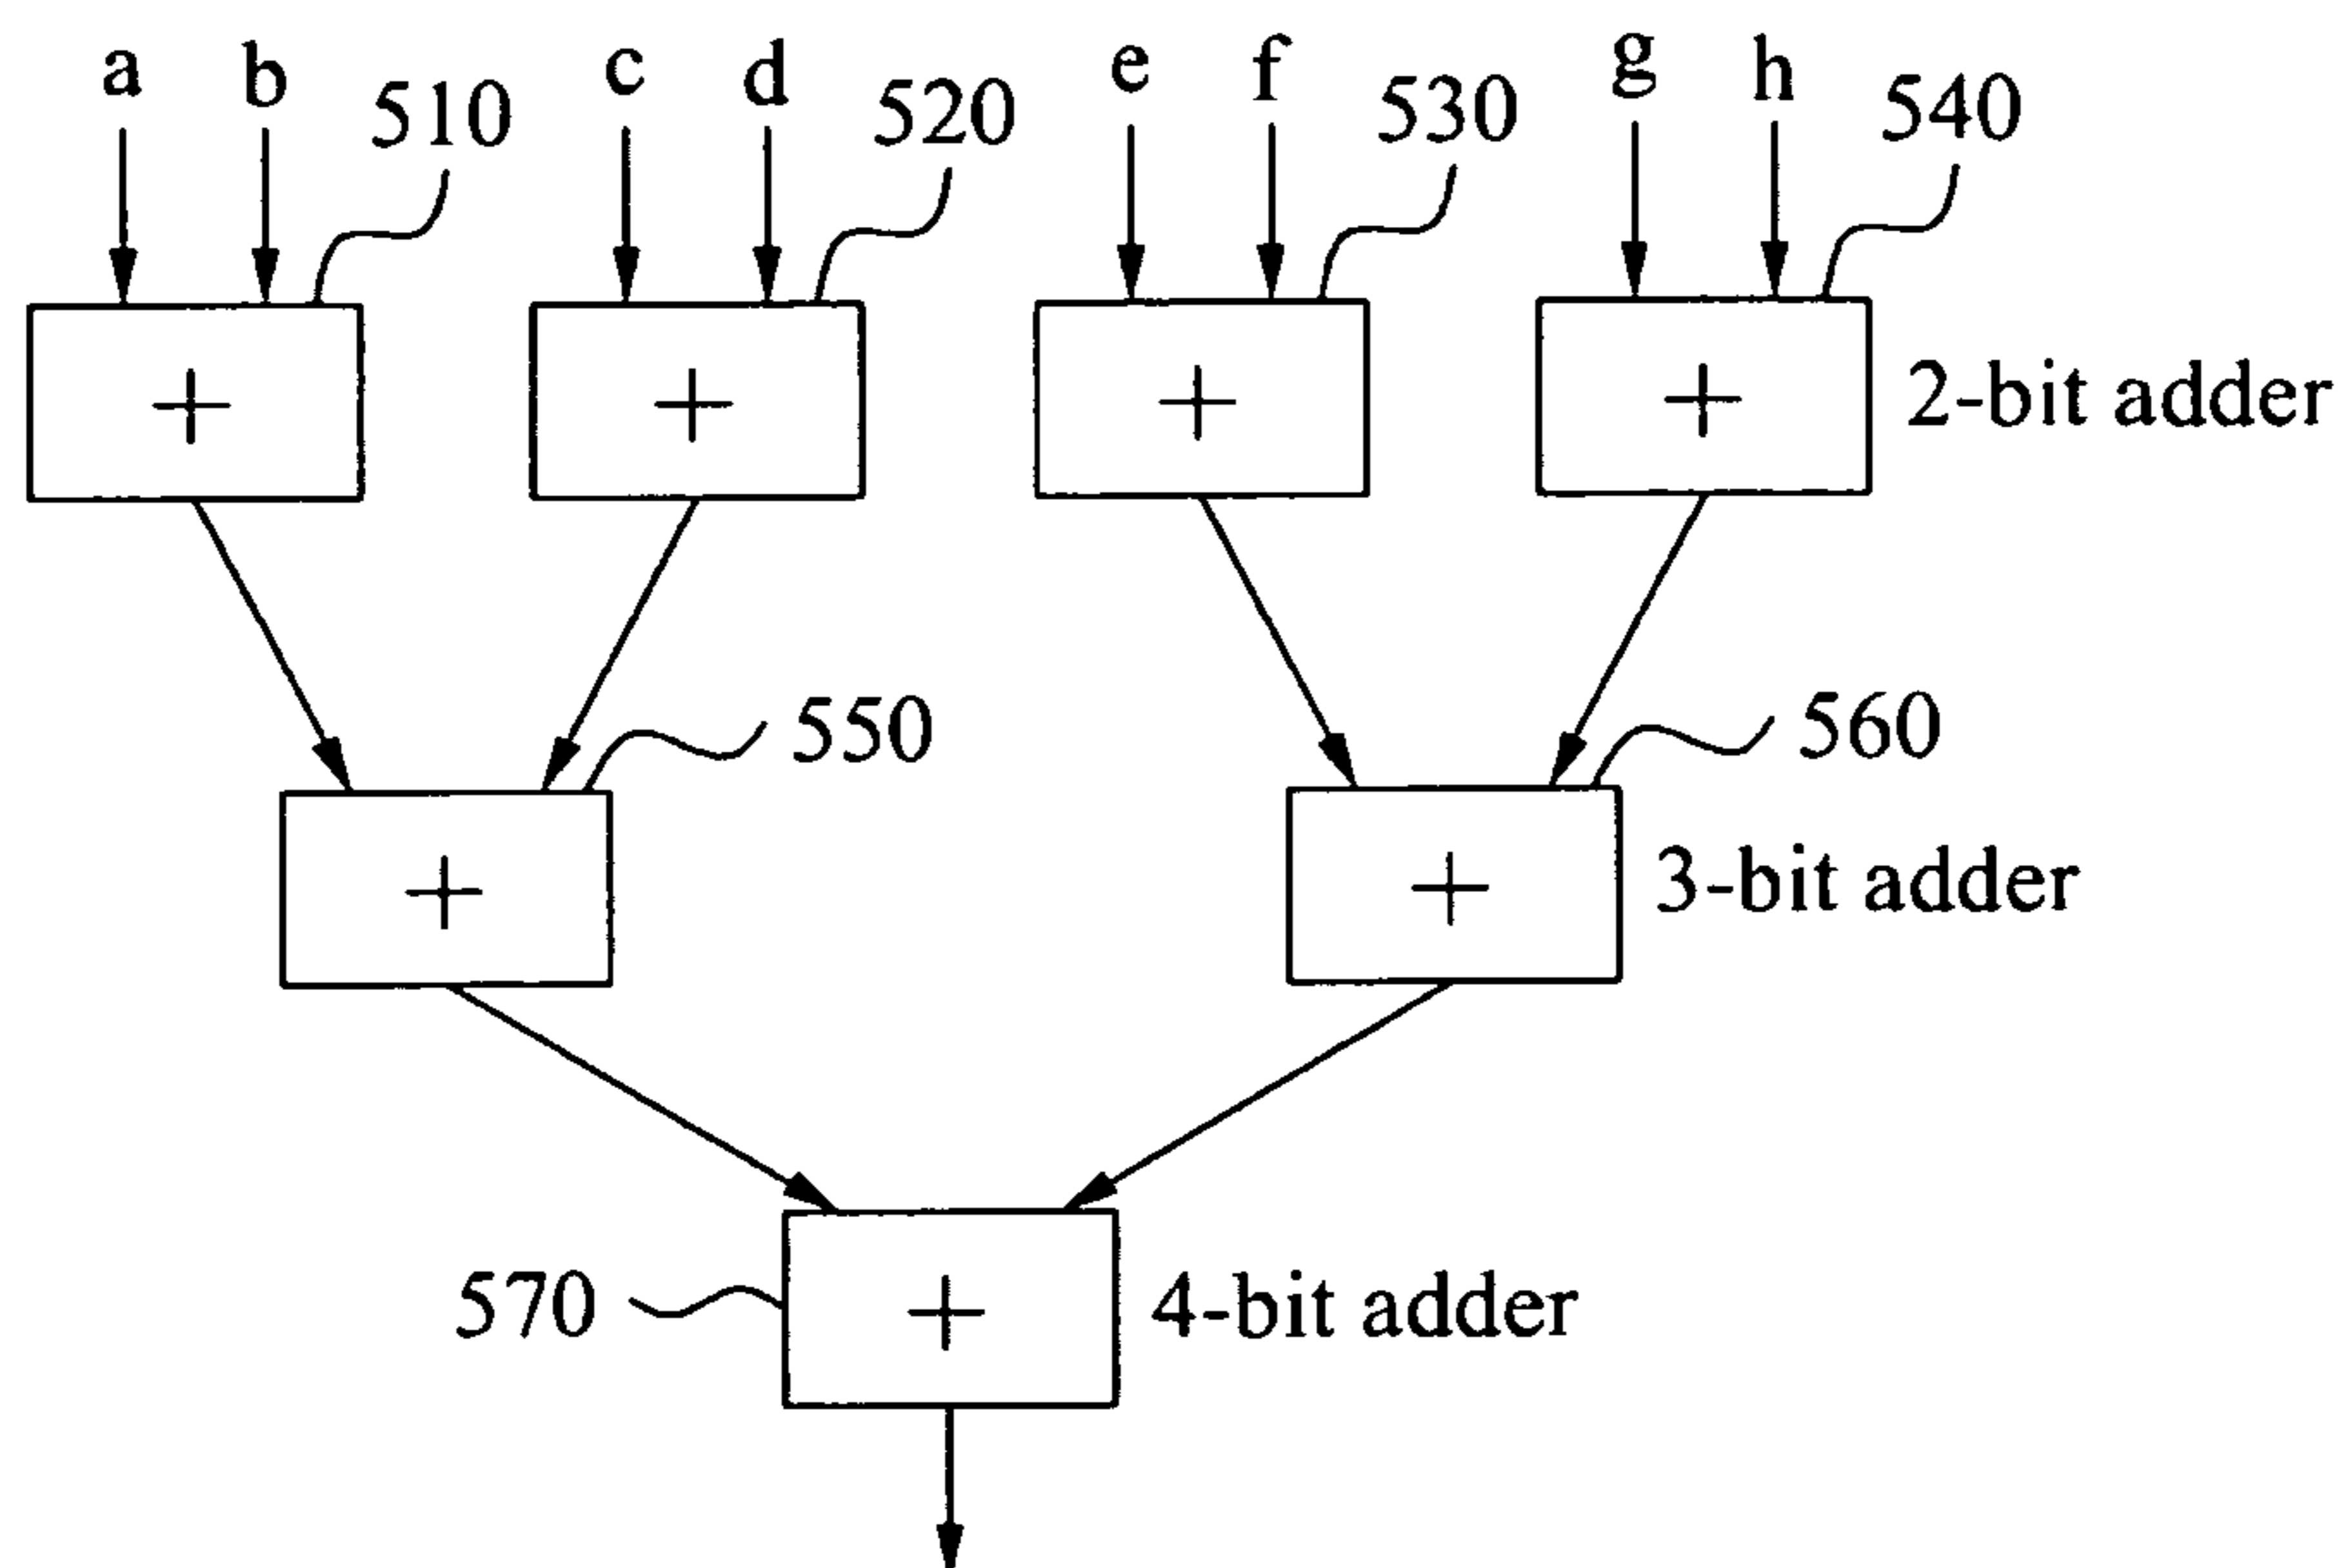 a b 510 c d 520 e f 530 g h 540
+ + + + 2-bit adder
550 560
+ + 3-bit adder
570 + 4-bit adder